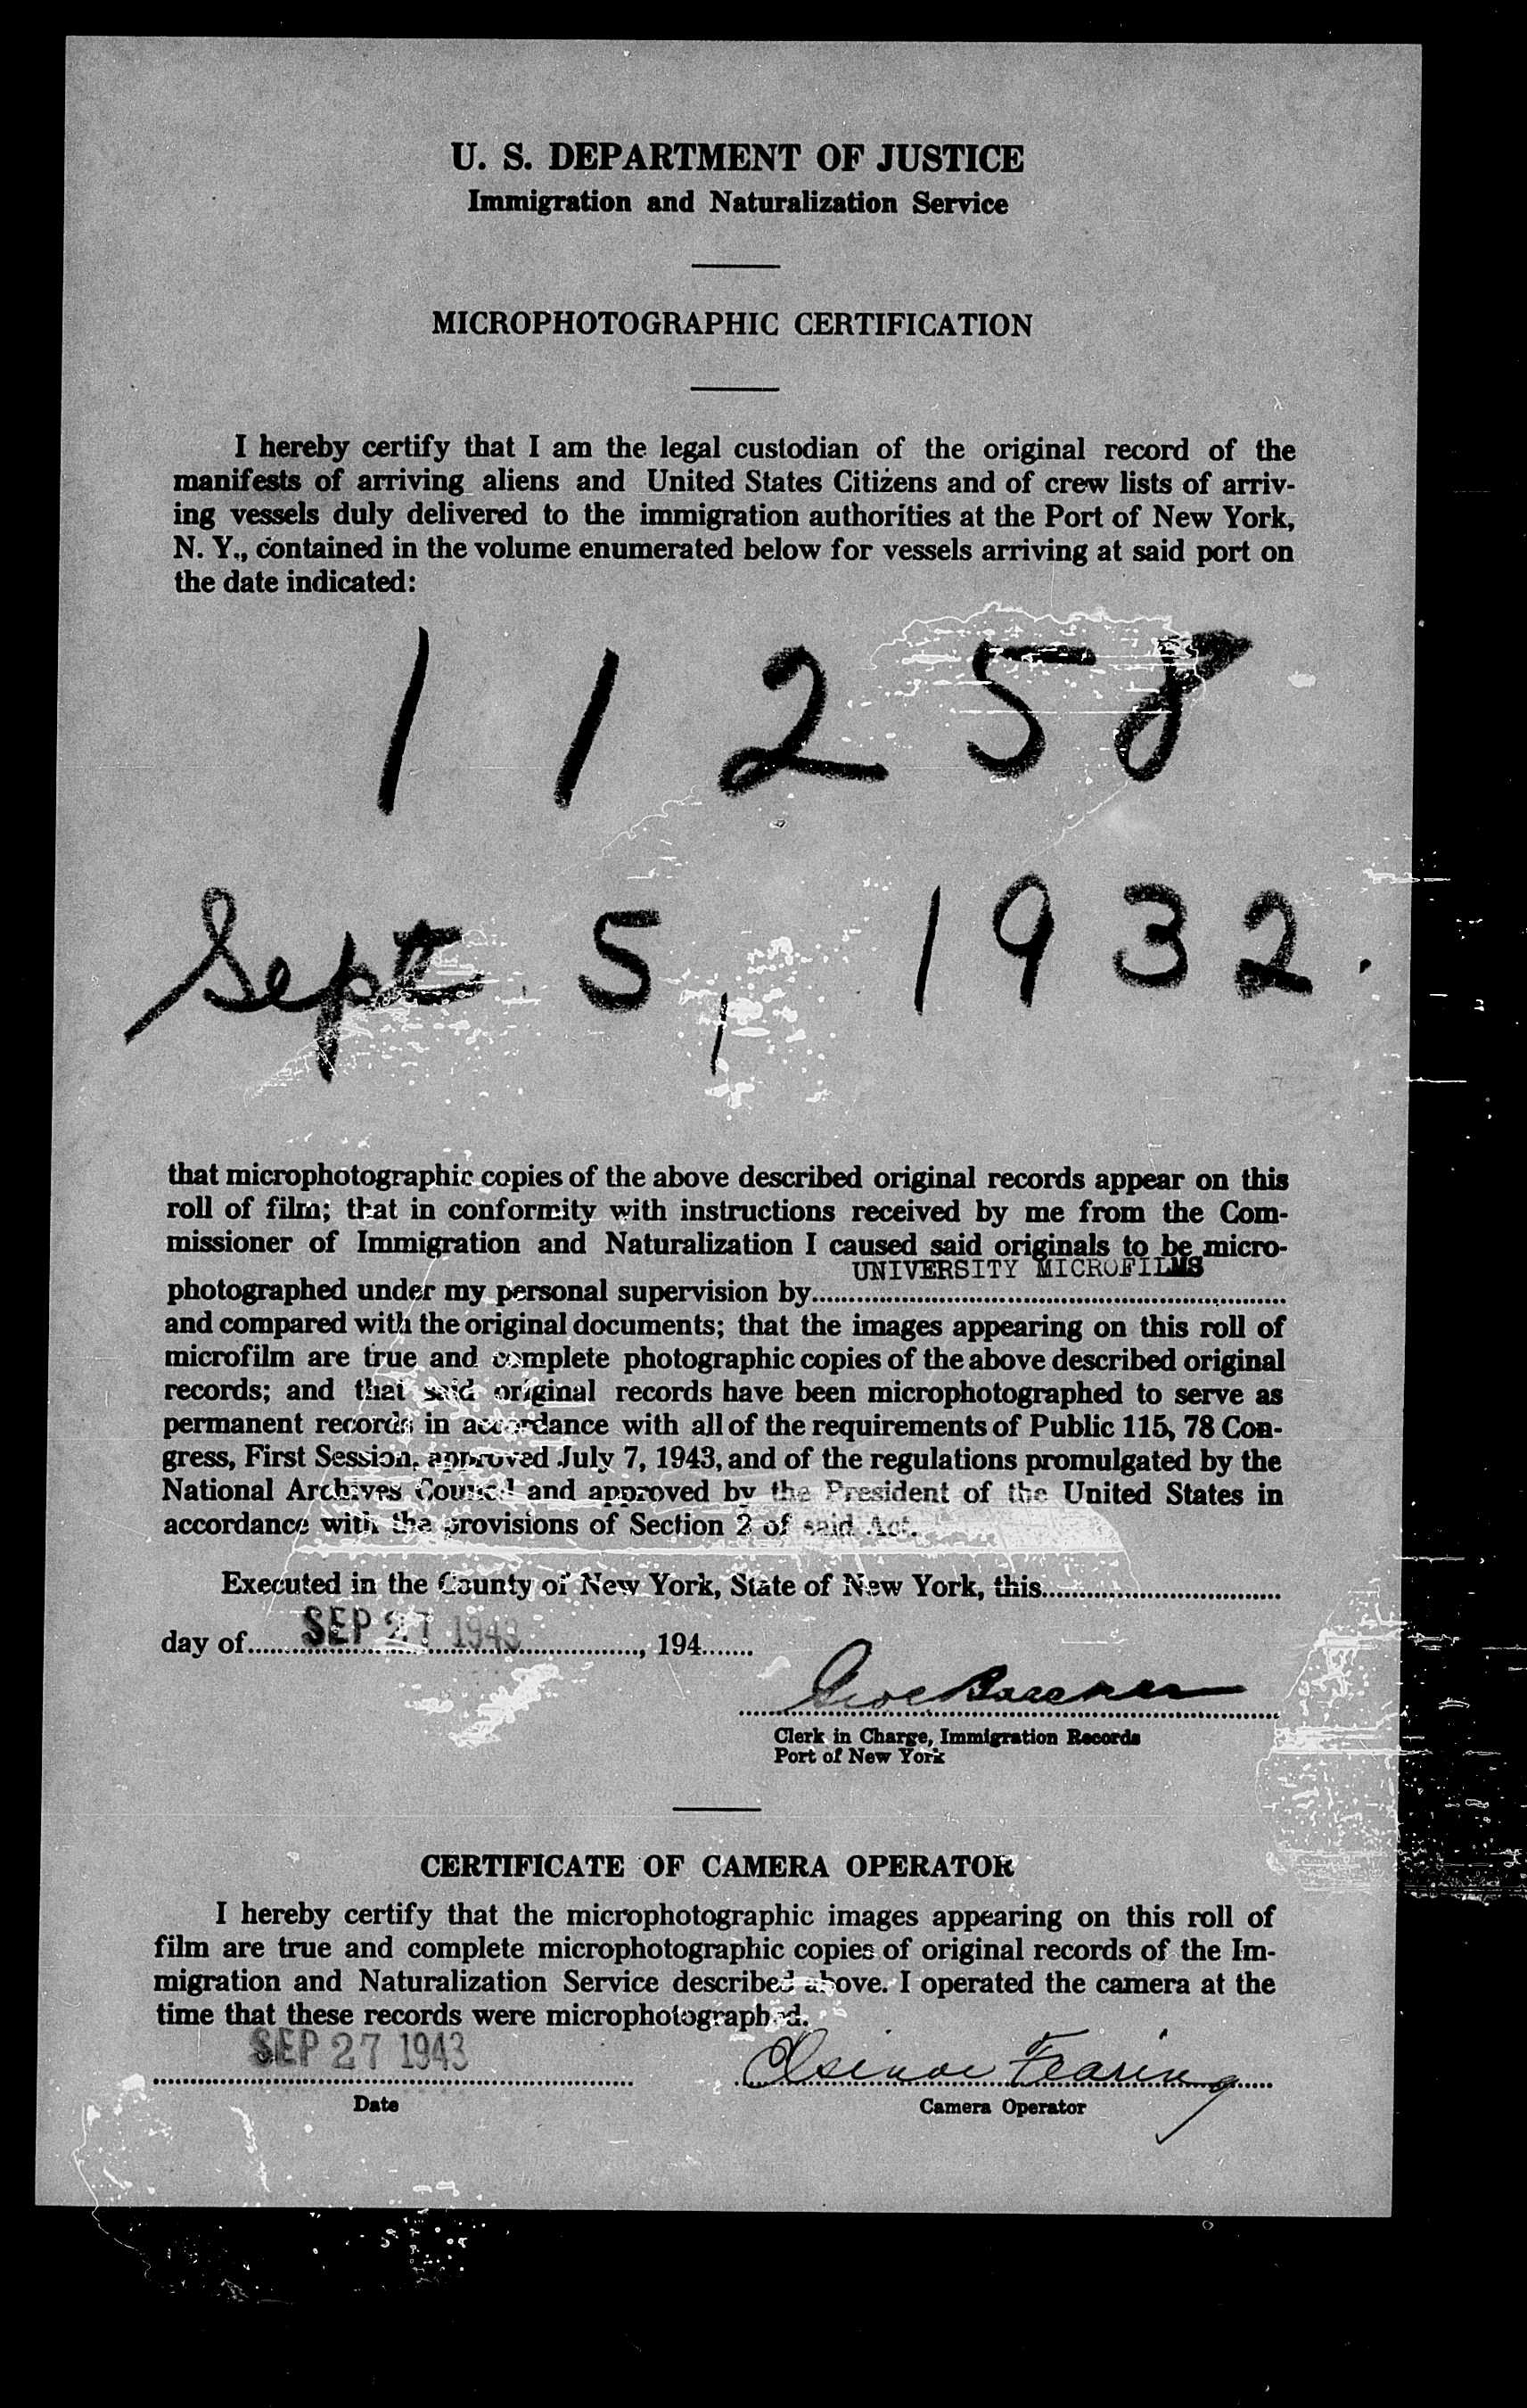 U. S. DEPARTMENT OF JUSTICE
Immigration and Naturalization Service
MICROPHOTOGRAPHIC CERTIFICATION
I hereby certify that I am the legal custodian of the original record of the
manifests of arriving aliens and United States Citizens and of crew lists of arriv-
ing vessels duly delivered to the immigration authorities at the Port of New York,
N. Y., contained in the volume enumerated below for vessels arriving at said port on
the date indicated:
11258
Sept. 5, 1932.
that microphotographic copies of the above described original records appear on this
roll of film; that in conformity with instructions received by me from the Com-
missioner of Immigration and Naturalization I caused said originals to be micro-
UNIVERSITY MICROFILMS
photographed under my personal supervision by
and compared with the original documents; that the images appearing on this roll of
microfilm are true and complete photographic copies of the above described original
records; and that said original records have been microphotographed to serve as
permanent records in accordance with all of the requirements of Public 115, 78 Con-
gress, First Session, approved July 7, 1943, and of the regulations promulgated by the
National Archives Council and approved by the President of the United States in
accordance with the provisions of Section 2 of said Act.
Executed in the County of New York, State of New York, this
day of SEP 27 1943, 194
Clerk in Charge, Immigration Records
Port of New York
CERTIFICATE OF CAMERA OPERATOR
I hereby certify that the microphotographic images appearing on this roll of
film are true and complete microphotographic copies of original records of the Im-
migration and Naturalization Service described above. I operated the camera at the
time that these records were microphotographed.
SEP 27 1943 Fearing
Date Camera Operator